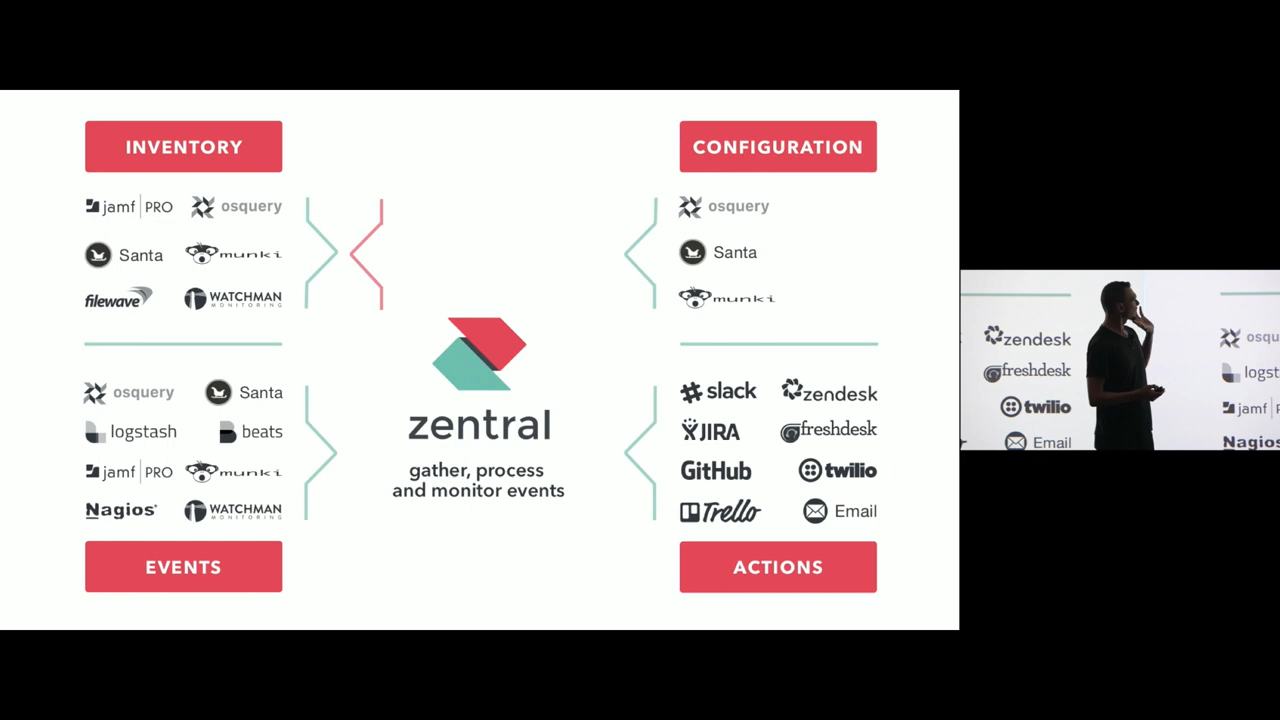 INVENTORY
jamf PRO osquery
Santa munki
filewave WATCHMAN MONITORING
osquery Santa
logstash beats
jamf PRO munki
Nagios WATCHMAN MONITORING
EVENTS
zentral
gather, process
and monitor events
CONFIGURATION
osquery
Santa
munki
slack zendesk
JIRA freshdesk
GitHub twilio
Trello Email
ACTIONS
zendesk osqu
freshdesk logst
twilio jamf P
Email Nagios